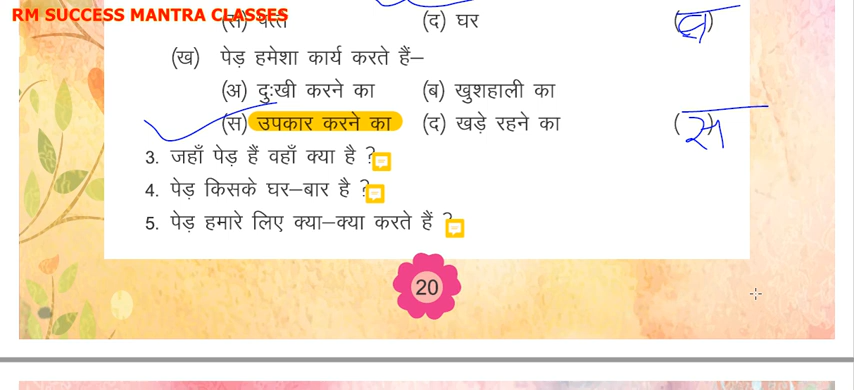 RM SUCCESS MANTRA CLASSES
(स) पत्ते (द) घर (ब)
(ख) पेड़ हमेशा कार्य करते हैं–
(अ) दुःखी करने का (ब) खुशहाली का
(स) उपकार करने का (द) खड़े रहने का (स)
3. जहाँ पेड़ हैं वहाँ क्या है ?
4. पेड़ किसके घर–बार है ?
5. पेड़ हमारे लिए क्या–क्या करते हैं ?
20